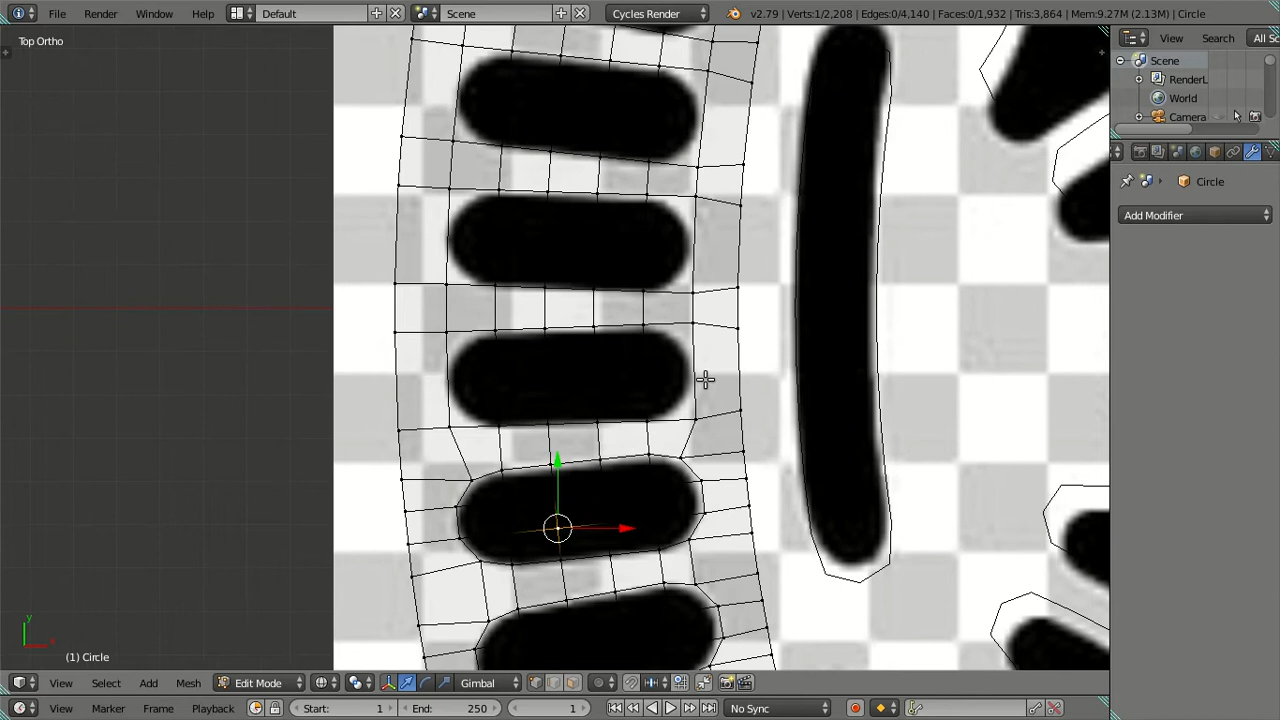 File Render Window Help Default Scene Cycles Render v2.79 | Verts:1/2,208 | Edges:0/4,140 | Faces:0/1,932 | Tris:3,864 | Mem:9.27M (2.13M) | Circle
Top Ortho
View Search All Sc
Scene
RenderL
World
Camera
Circle
Add Modifier
y
x
(1) Circle
View Select Add Mesh Edit Mode Gimbal
View Marker Frame Playback Start: 1 End: 250 1 No Sync